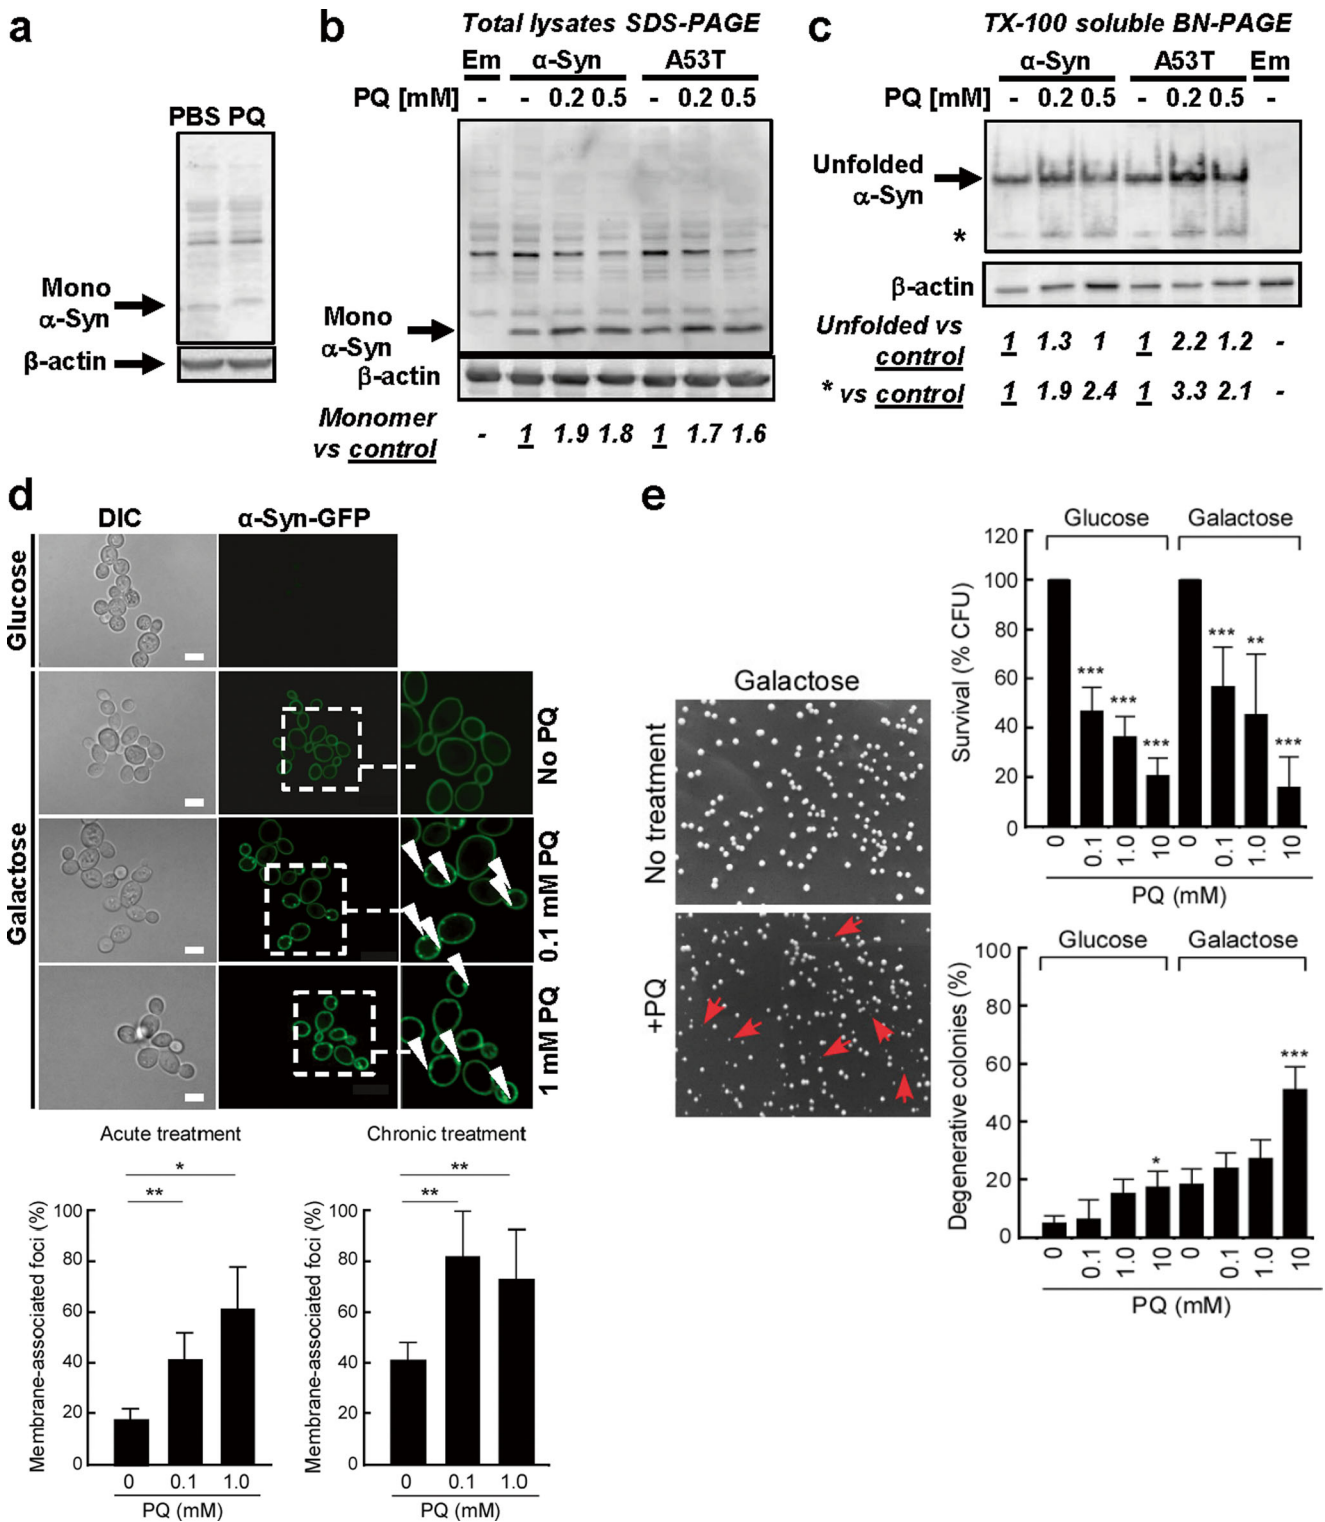 a
PBS PQ
Mono
α-Syn
β-actin
b
Total lysates SDS-PAGE
Em α-Syn A53T
PQ [mM] - - 0.2 0.5 - 0.2 0.5
Mono
α-Syn
β-actin
Monomer
vs control
- 1 1.9 1.8 1 1.7 1.6
c
TX-100 soluble BN-PAGE
α-Syn A53T Em
PQ [mM] - 0.2 0.5 - 0.2 0.5 -
Unfolded
α-Syn
*
β-actin
Unfolded vs
control
1 1.3 1 1 2.2 1.2 -
* vs control 1 1.9 2.4 1 3.3 2.1 -
d
DIC α-Syn-GFP
Glucose
Galactose
No PQ
0.1 mM PQ
1 mM PQ
Acute treatment
* **
Membrane-associated foci (%)
100
80
60
40
20
0
0 0.1 1.0
PQ (mM)
Chronic treatment
** **
Membrane-associated foci (%)
100
80
60
40
20
0
0 0.1 1.0
PQ (mM)
e
Galactose
No treatment
+PQ
Glucose Galactose
Survival (% CFU)
120
100
80
60
40
20
0
*** *** *** *** ** ***
0 0.1 1.0 10 0 0.1 1.0 10
PQ (mM)
Glucose Galactose
Degenerative colonies (%)
100
80
60
40
20
0
* ***
0 0.1 1.0 10 0 0.1 1.0 10
PQ (mM)